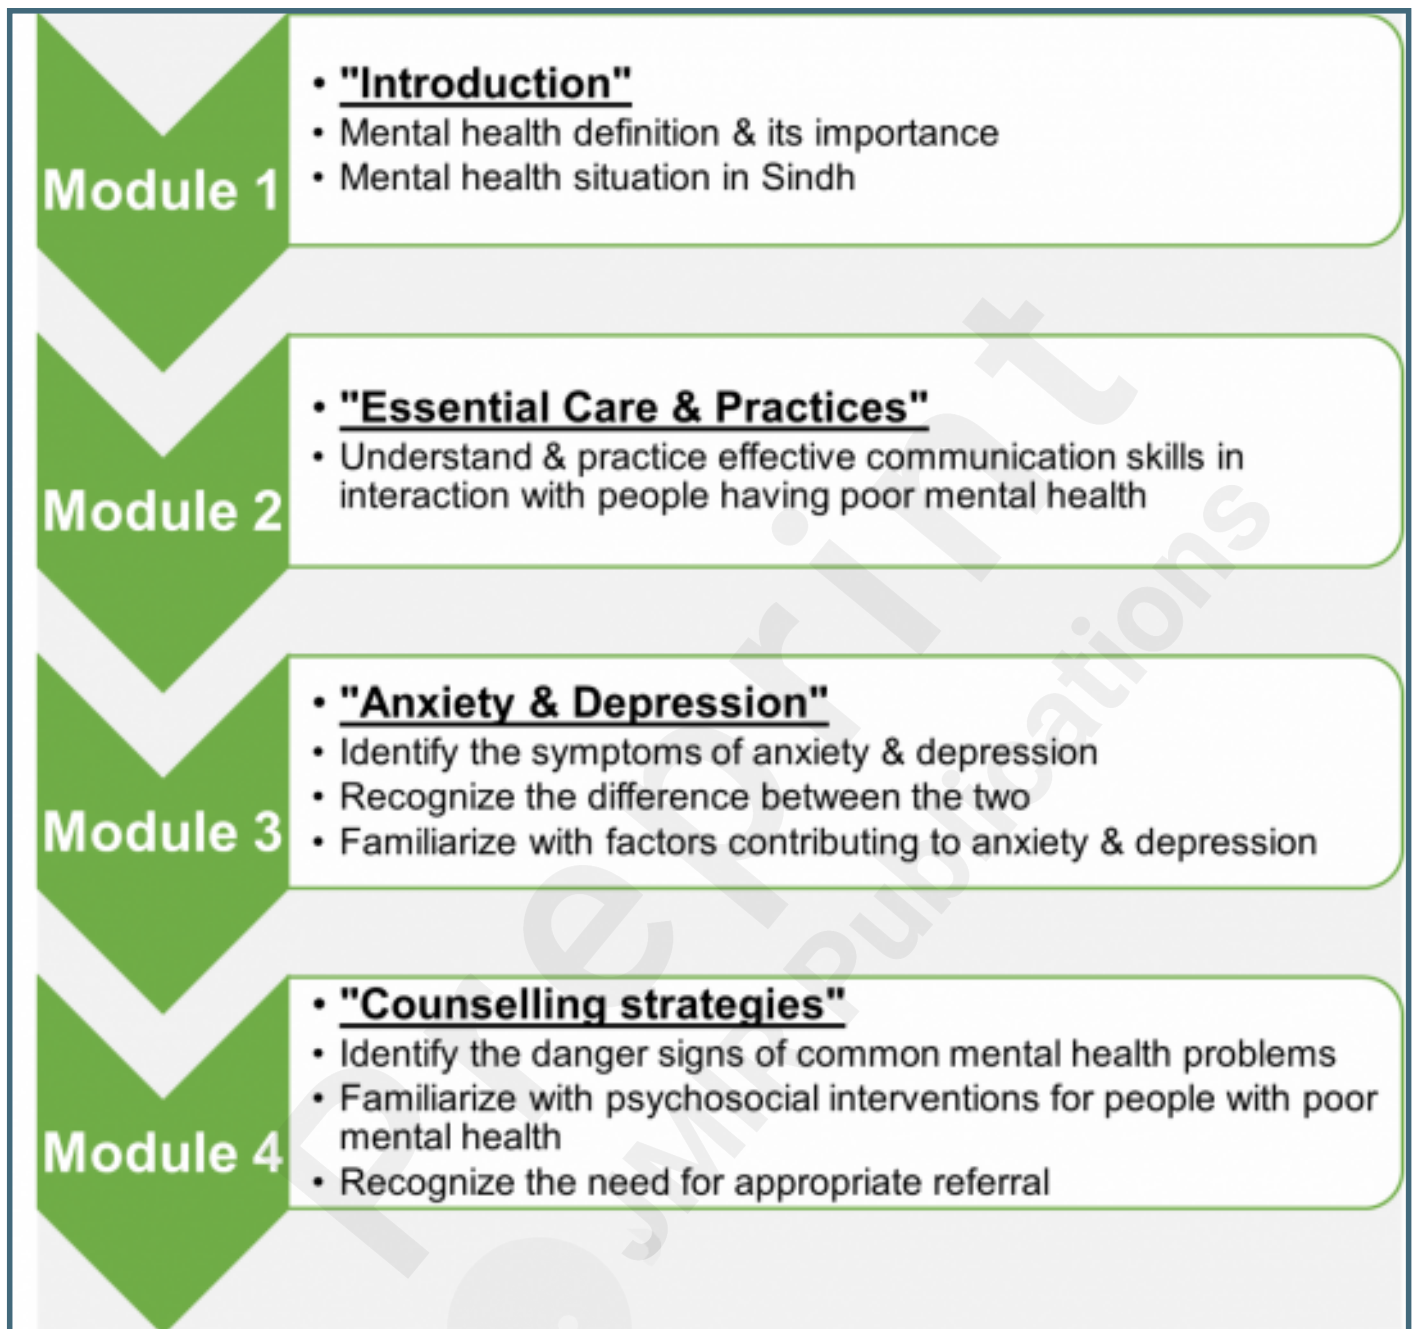 Module 1
• "Introduction"
• Mental health definition & its importance
• Mental health situation in Sindh
Module 2
• "Essential Care & Practices"
• Understand & practice effective communication skills in
interaction with people having poor mental health
Module 3
• "Anxiety & Depression"
• Identify the symptoms of anxiety & depression
• Recognize the difference between the two
• Familiarize with factors contributing to anxiety & depression
Module 4
• "Counselling strategies"
• Identify the danger signs of common mental health problems
• Familiarize with psychosocial interventions for people with poor
mental health
• Recognize the need for appropriate referral
Preprint
JMIR Publications